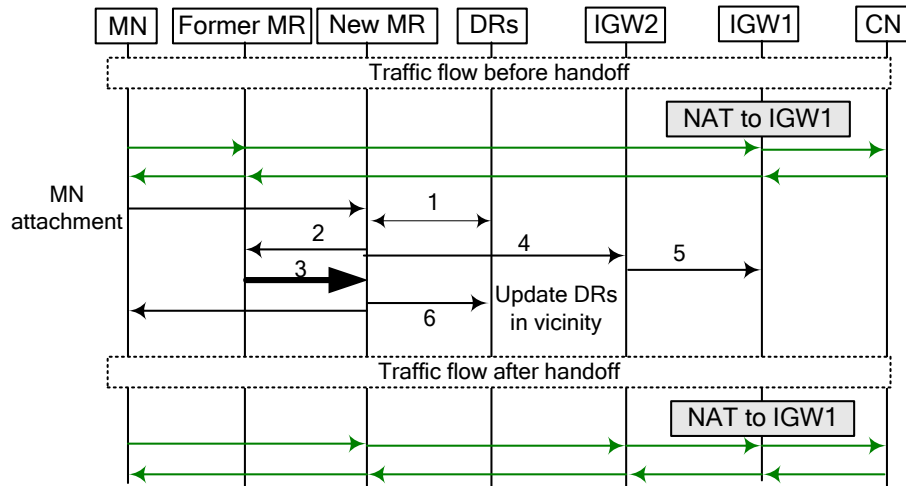 MN Former MR New MR DRs IGW2 IGW1 CN
Traffic flow before handoff
NAT to IGW1
MN
attachment
1
2
4
3
5
6
Update DRs
in vicinity
Traffic flow after handoff
NAT to IGW1